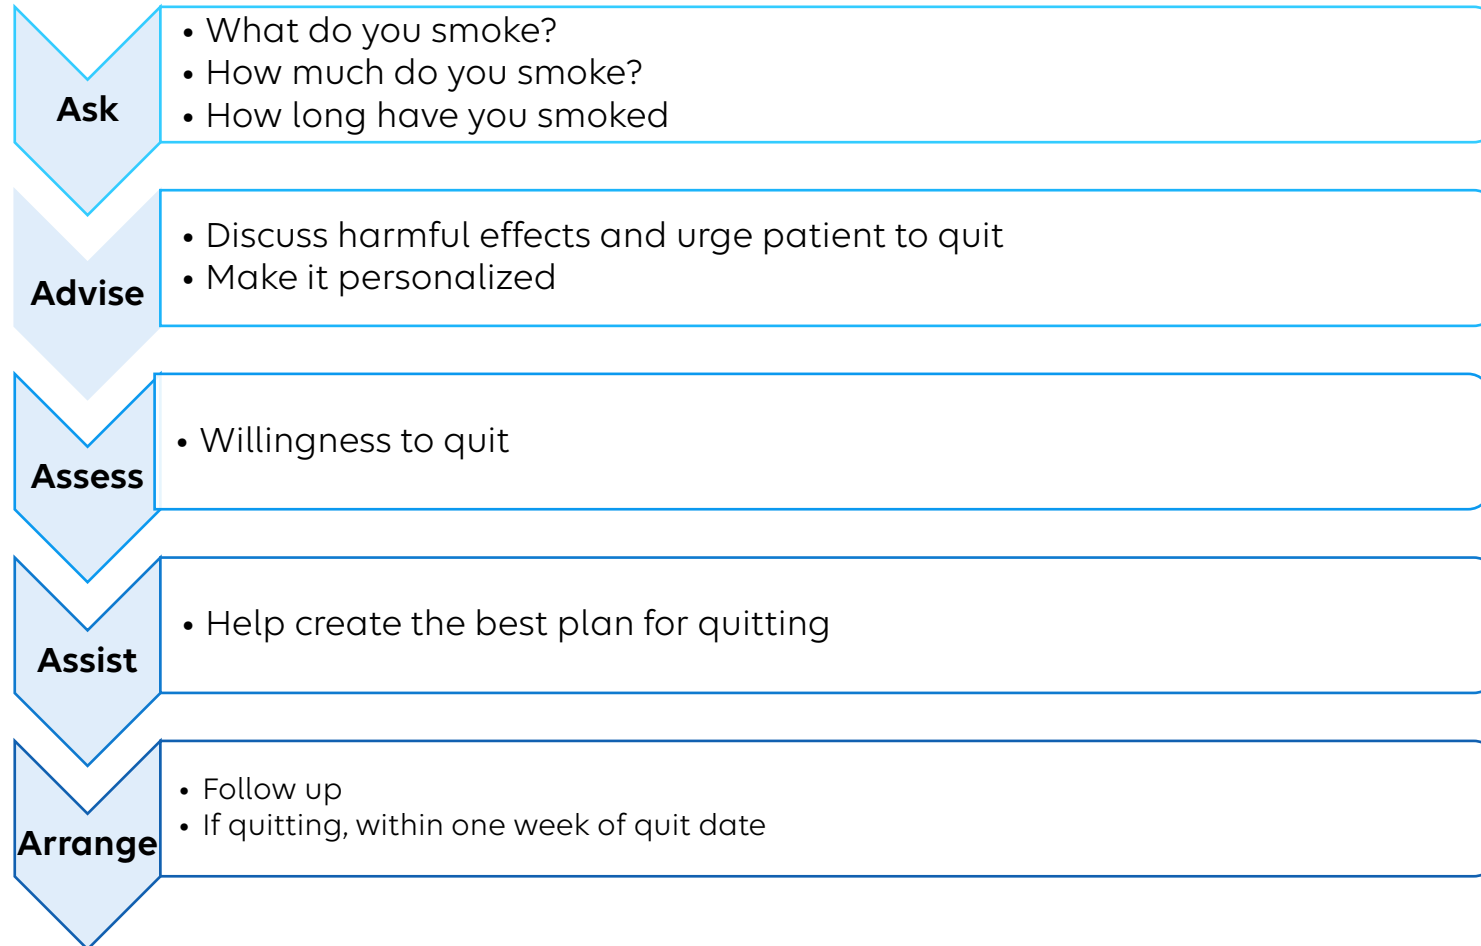 Ask
• What do you smoke?
• How much do you smoke?
• How long have you smoked
Advise
• Discuss harmful effects and urge patient to quit
• Make it personalized
Assess
• Willingness to quit
Assist
• Help create the best plan for quitting
Arrange
• Follow up
• If quitting, within one week of quit date